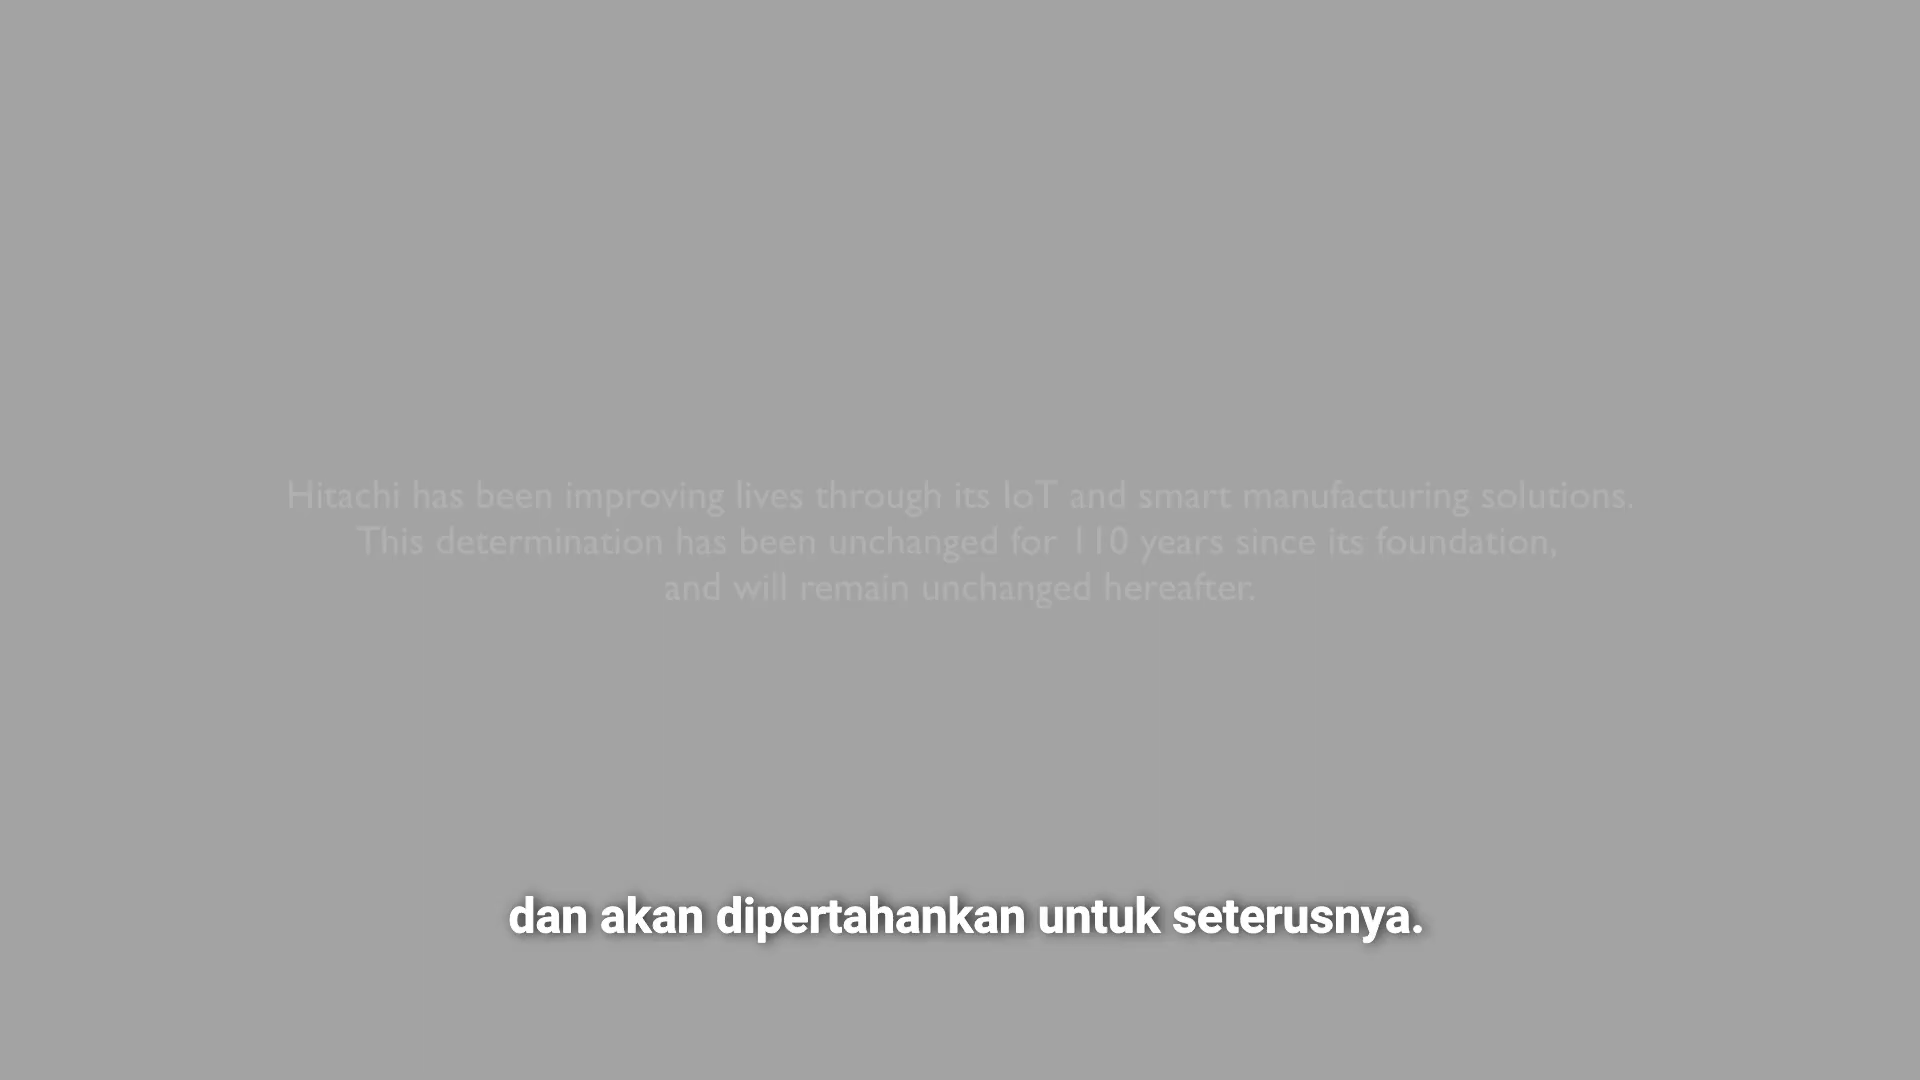 Hitachi has been improving lives through its IoT and smart manufacturing solutions.
This determination has been unchanged for 110 years since its foundation,
and will remain unchanged hereafter.
dan akan dipertahankan untuk seterusnya.